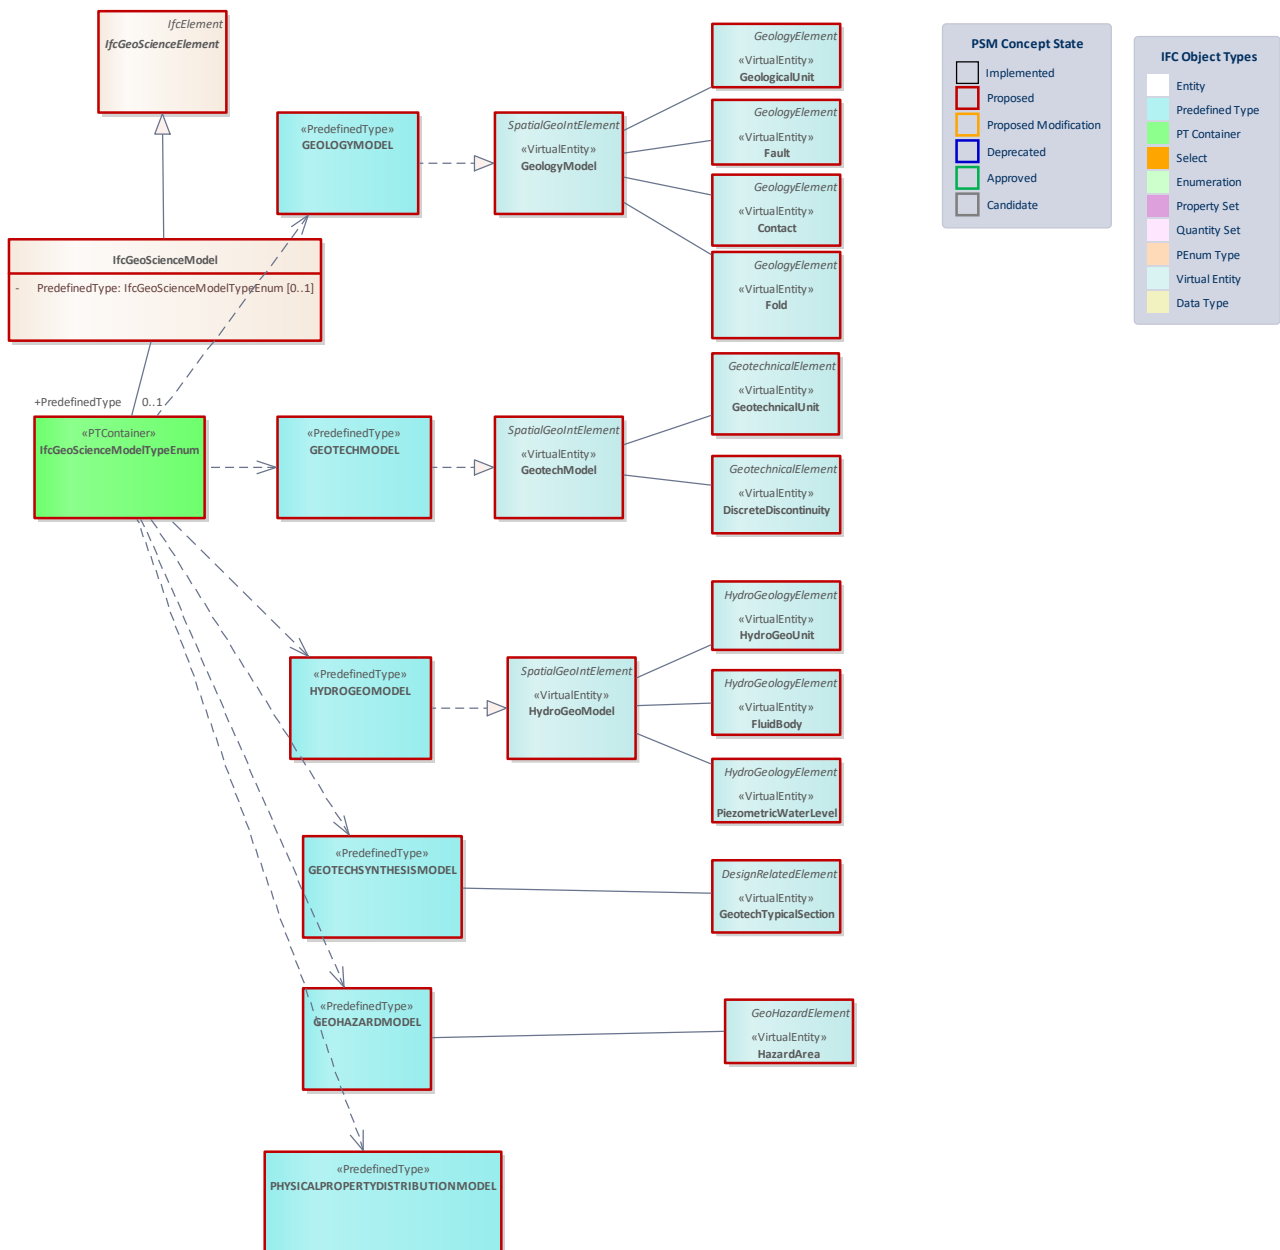 IfcElement
IfcGeoScienceElement
IfcGeoScienceModel
- PredefinedType: IfcGeoScienceModelTypeEnum [0..1]
+PredefinedType 0..1
«PTContainer»
IfcGeoScienceModelTypeEnum
«PredefinedType»
GEOLOGYMODEL
SpatialGeoIntElement
«VirtualEntity»
GeologyModel
GeologyElement
«VirtualEntity»
GeologicalUnit
GeologyElement
«VirtualEntity»
Fault
GeologyElement
«VirtualEntity»
Contact
GeologyElement
«VirtualEntity»
Fold
«PredefinedType»
GEOTECHMODEL
SpatialGeoIntElement
«VirtualEntity»
GeotechModel
GeotechnicalElement
«VirtualEntity»
GeotechnicalUnit
GeotechnicalElement
«VirtualEntity»
DiscreteDiscontinuity
«PredefinedType»
HYDROGEOMODEL
SpatialGeoIntElement
«VirtualEntity»
HydroGeoModel
HydroGeologyElement
«VirtualEntity»
HydroGeoUnit
HydroGeologyElement
«VirtualEntity»
FluidBody
HydroGeologyElement
«VirtualEntity»
PiezometricWaterLevel
«PredefinedType»
GEOTECHSYNTHESISMODEL
DesignRelatedElement
«VirtualEntity»
GeotechTypicalSection
«PredefinedType»
GEOHAZARDMODEL
GeoHazardElement
«VirtualEntity»
HazardArea
«PredefinedType»
PHYSICALPROPERTYDISTRIBUTIONMODEL
PSM Concept State
Implemented
Proposed
Proposed Modification
Deprecated
Approved
Candidate
IFC Object Types
Entity
Predefined Type
PT Container
Select
Enumeration
Property Set
Quantity Set
PEnum Type
Virtual Entity
Data Type